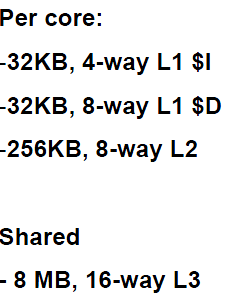 Per core:
-32KB, 4-way L1 $I
-32KB, 8-way L1 $D
-256KB, 8-way L2
Shared
- 8 MB, 16-way L3